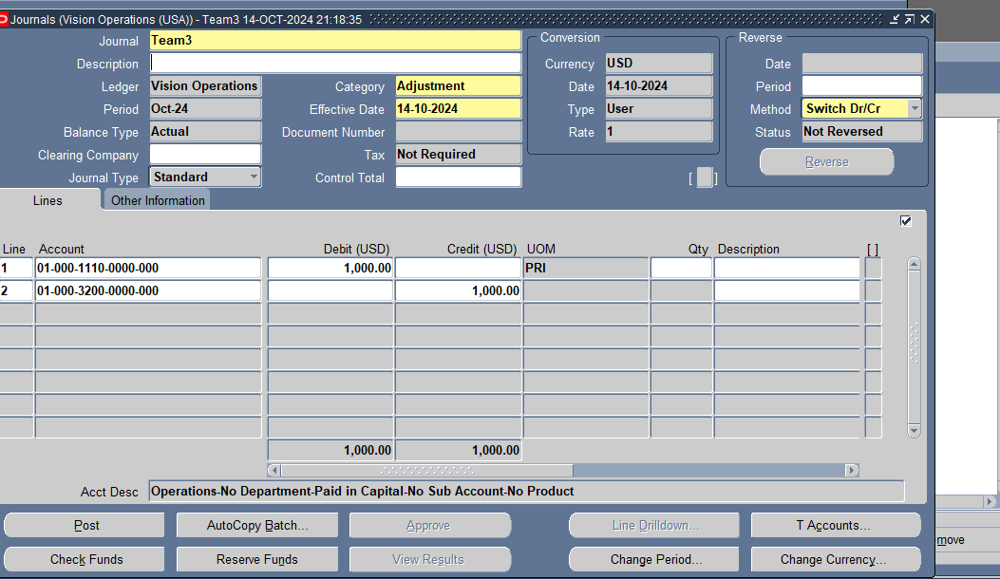 Journals (Vision Operations (USA)) - Team3 14-OCT-2024 21:18:35
Journal Team3
Description
Ledger Vision Operations Category Adjustment
Period Oct-24 Effective Date 14-10-2024
Balance Type Actual Document Number
Clearing Company Tax Not Required
Journal Type Standard Control Total
Conversion
Currency USD
Date 14-10-2024
Type User
Rate 1
Reverse
Date
Period
Method Switch Dr/Cr
Status Not Reversed
Reverse
[ ]
Lines Other Information
Line Account Debit (USD) Credit (USD) UOM Qty Description [ ]
1 01-000-1110-0000-000 1,000.00 PRI
2 01-000-3200-0000-000 1,000.00
1,000.00 1,000.00
Acct Desc Operations-No Department-Paid in Capital-No Sub Account-No Product
Post AutoCopy Batch... Approve Line Drilldown... T Accounts...
Check Funds Reserve Funds View Results Change Period... Change Currency...
move